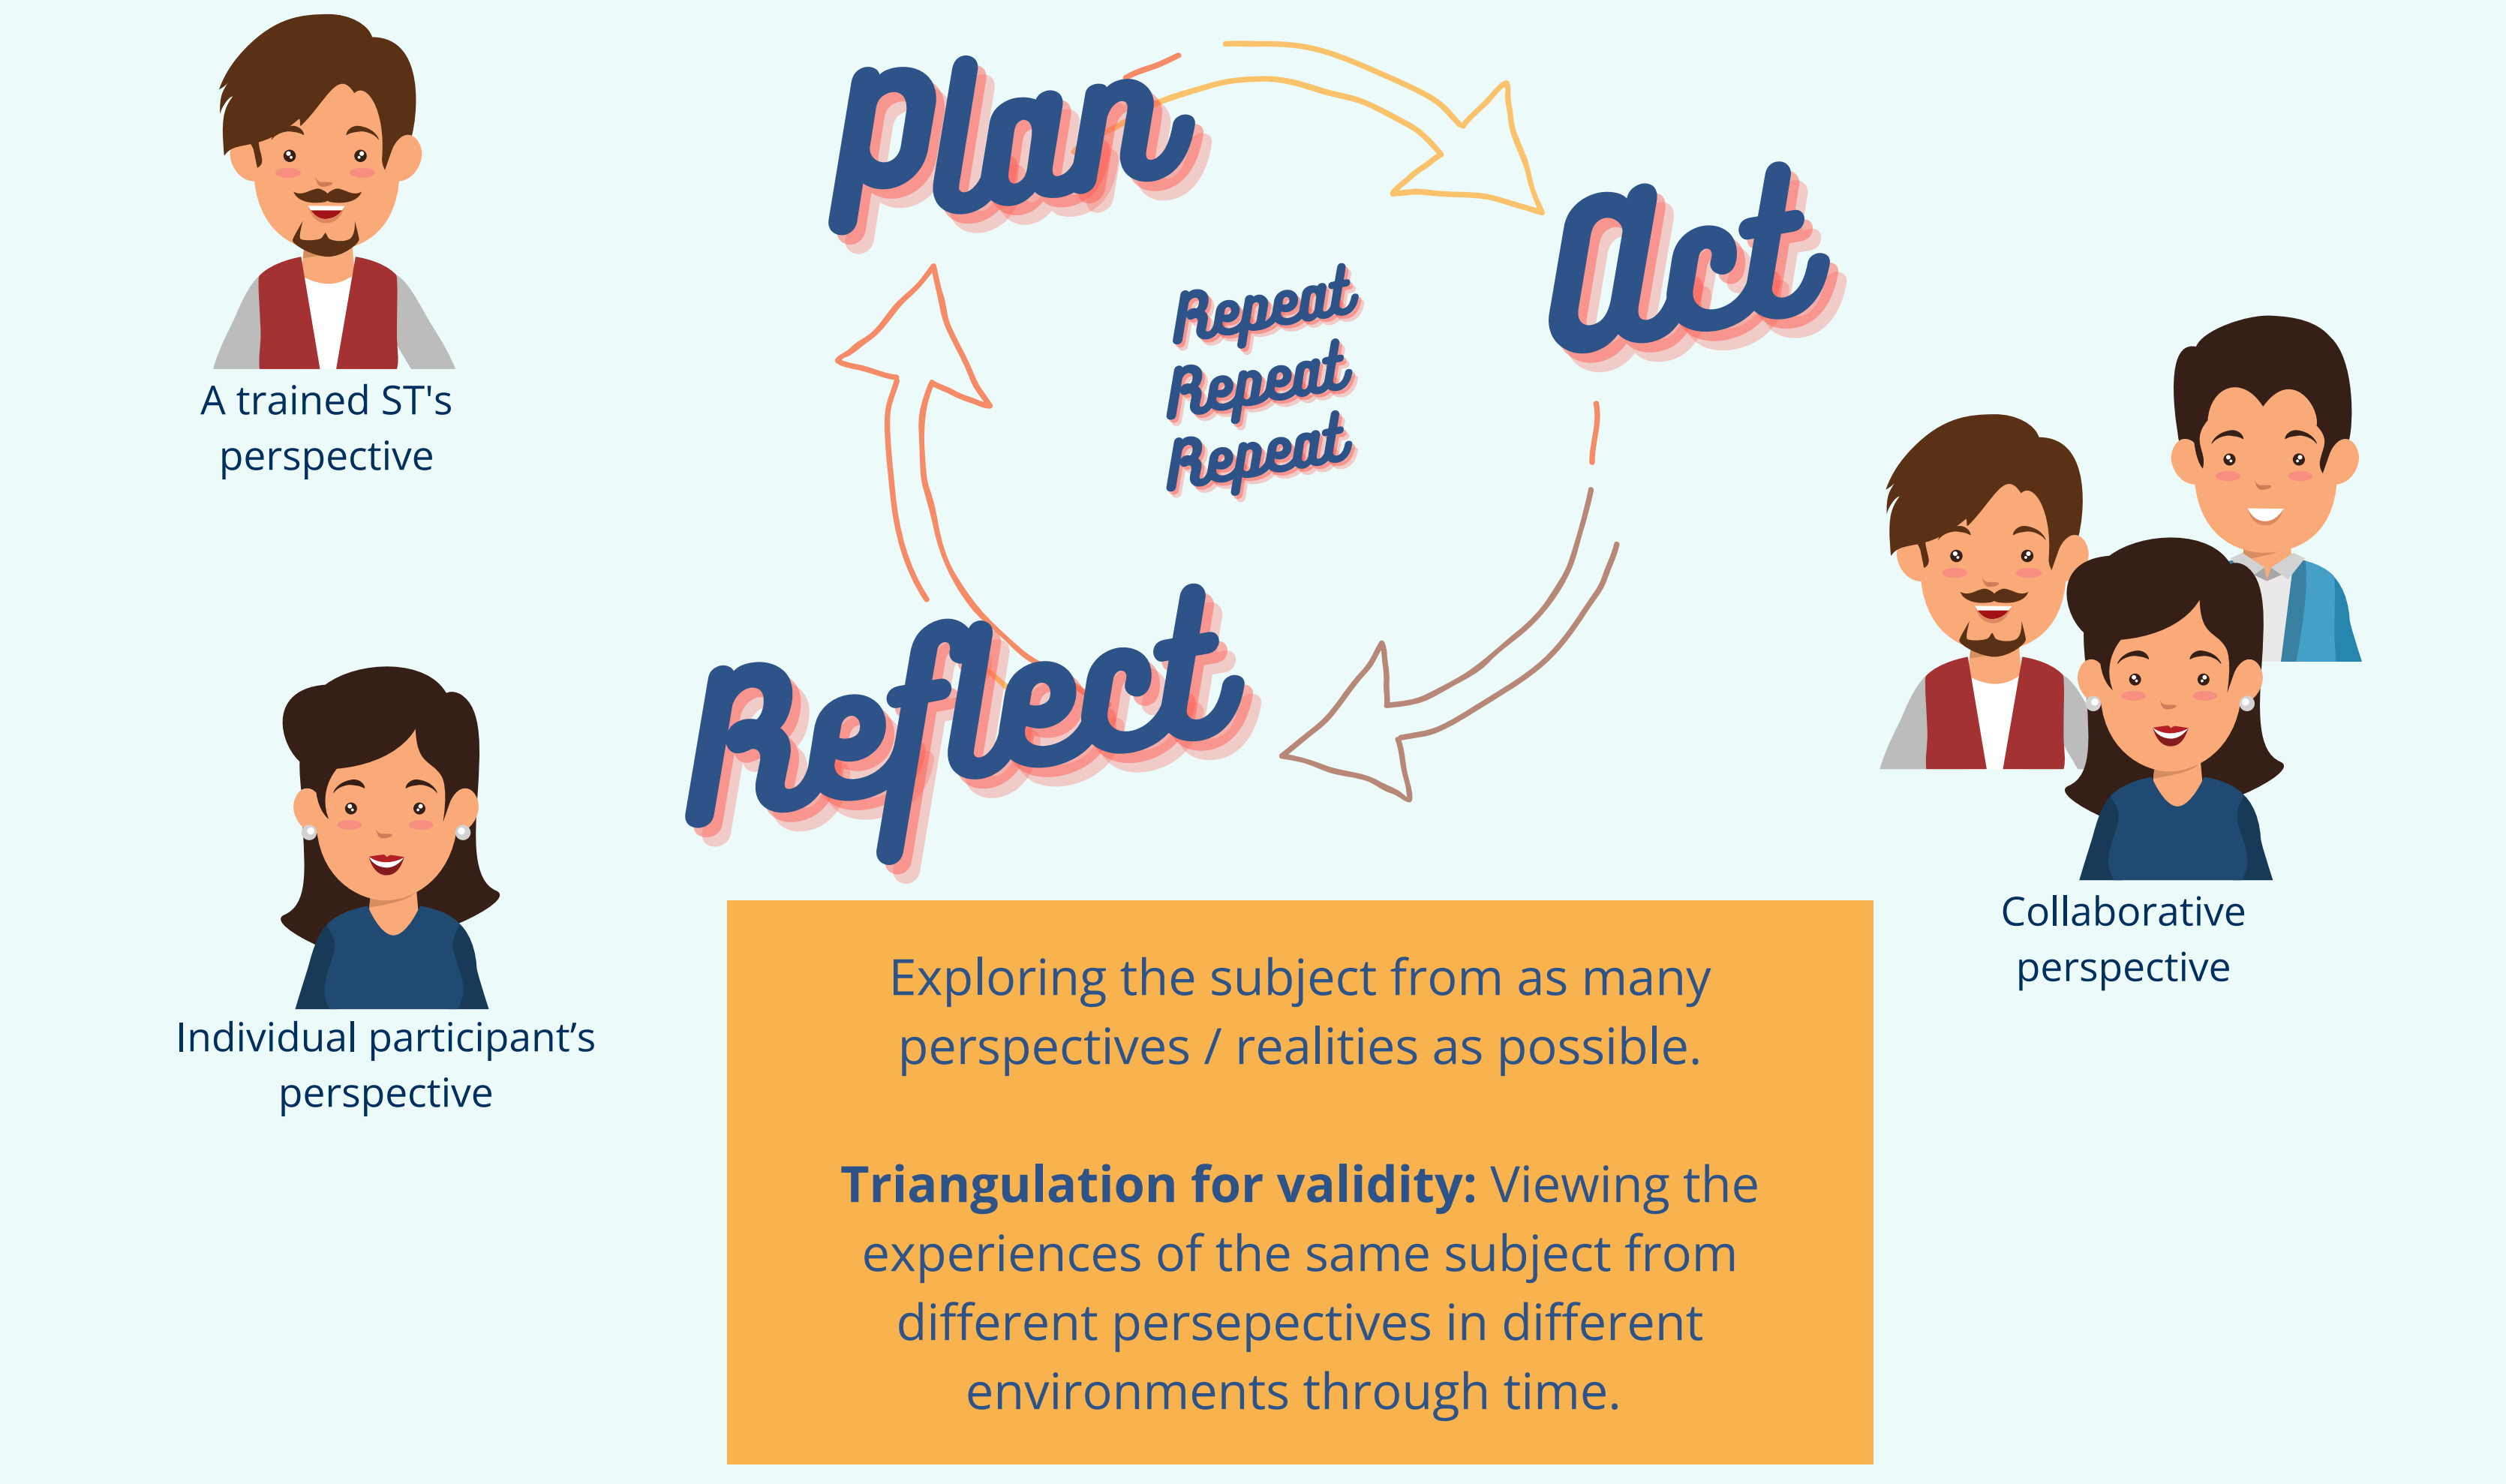 Plan
Act
Repeat
Repeat
Repeat
Reflect
A trained ST's
perspective
Individual participant’s
perspective
Collaborative
perspective
Exploring the subject from as many
perspectives / realities as possible.
Triangulation for validity: Viewing the
experiences of the same subject from
different persepectives in different
environments through time.